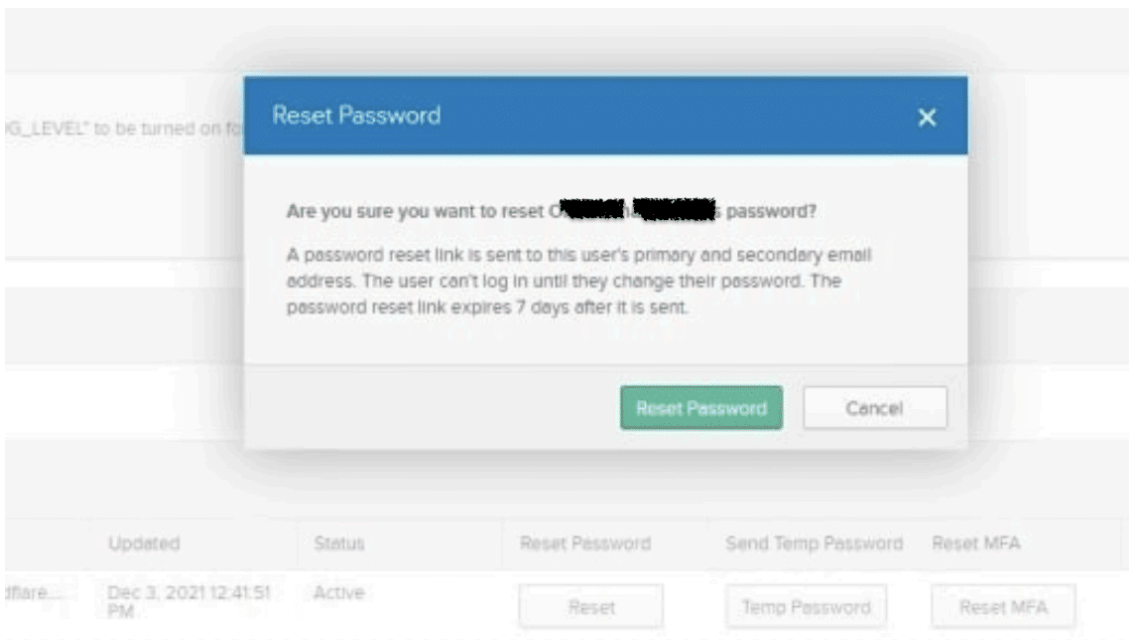 Reset Password
G_LEVEL" to be turned on fo
Are you sure you want to reset s password?
A password reset link is sent to this user's primary and secondary email
address. The user can't log in until they change their password. The
password reset link expires 7 days after it is sent.
Reset Password Cancel
Updated Status Reset Password Send Temp Password Reset MFA
dflare... Dec 3, 2021 12:41:51 Active Reset Temp Password Reset MFA
PM